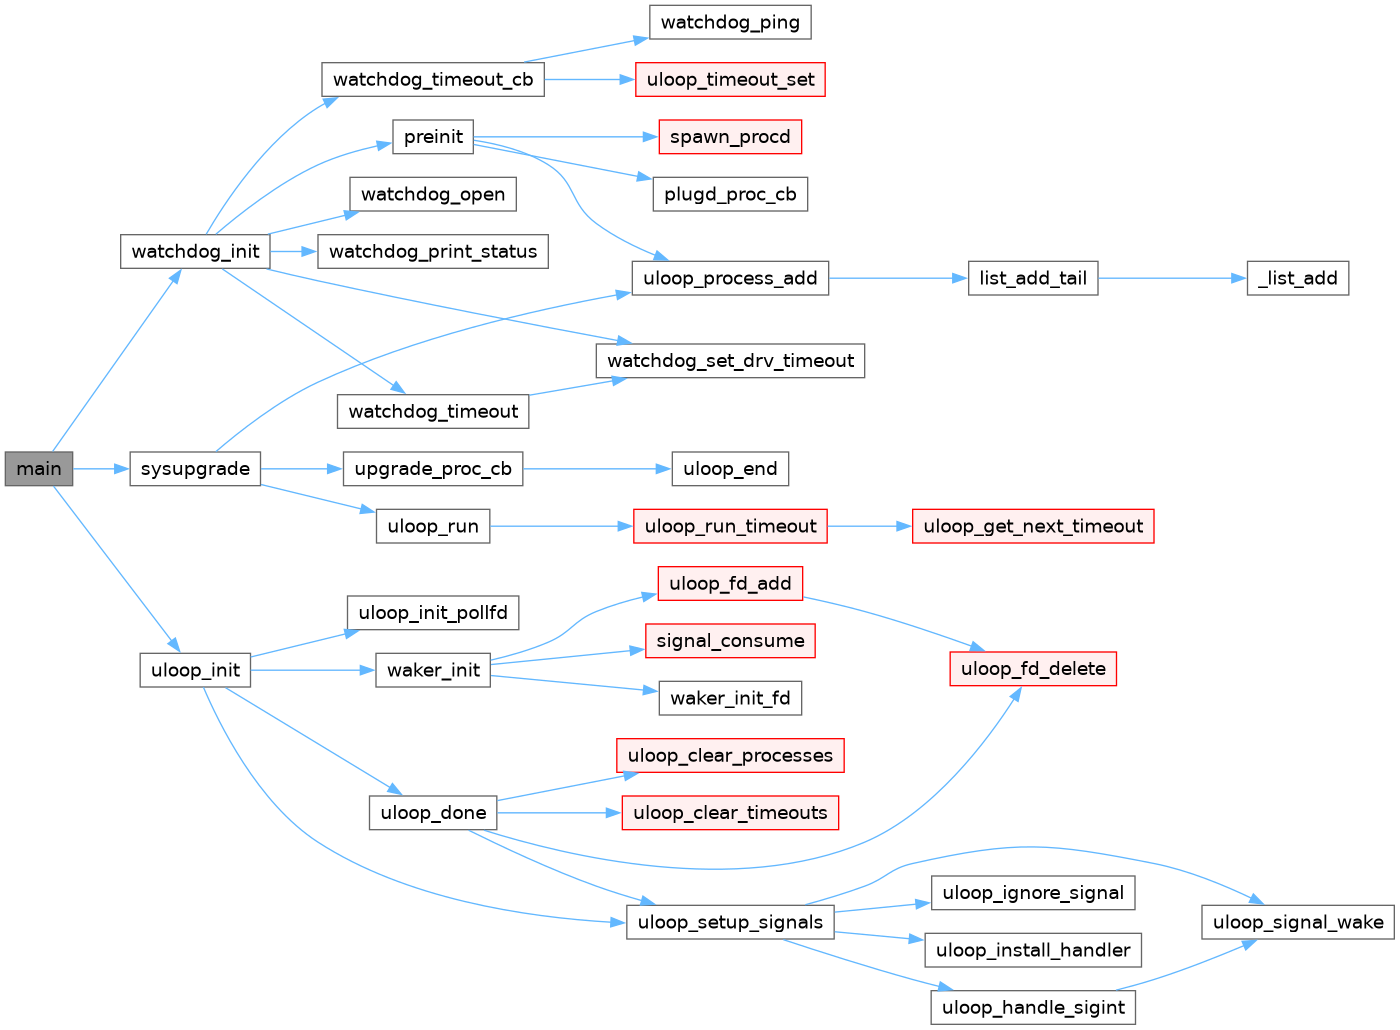 watchdog_ping
watchdog_timeout_cb
uloop_timeout_set
preinit
spawn_procd
watchdog_open
plugd_proc_cb
watchdog_init
watchdog_print_status
uloop_process_add
list_add_tail
_list_add
watchdog_set_drv_timeout
watchdog_timeout
main
sysupgrade
upgrade_proc_cb
uloop_end
uloop_run
uloop_run_timeout
uloop_get_next_timeout
uloop_fd_add
uloop_init_pollfd
signal_consume
uloop_init
waker_init
uloop_fd_delete
waker_init_fd
uloop_clear_processes
uloop_done
uloop_clear_timeouts
uloop_ignore_signal
uloop_setup_signals
uloop_signal_wake
uloop_install_handler
uloop_handle_sigint